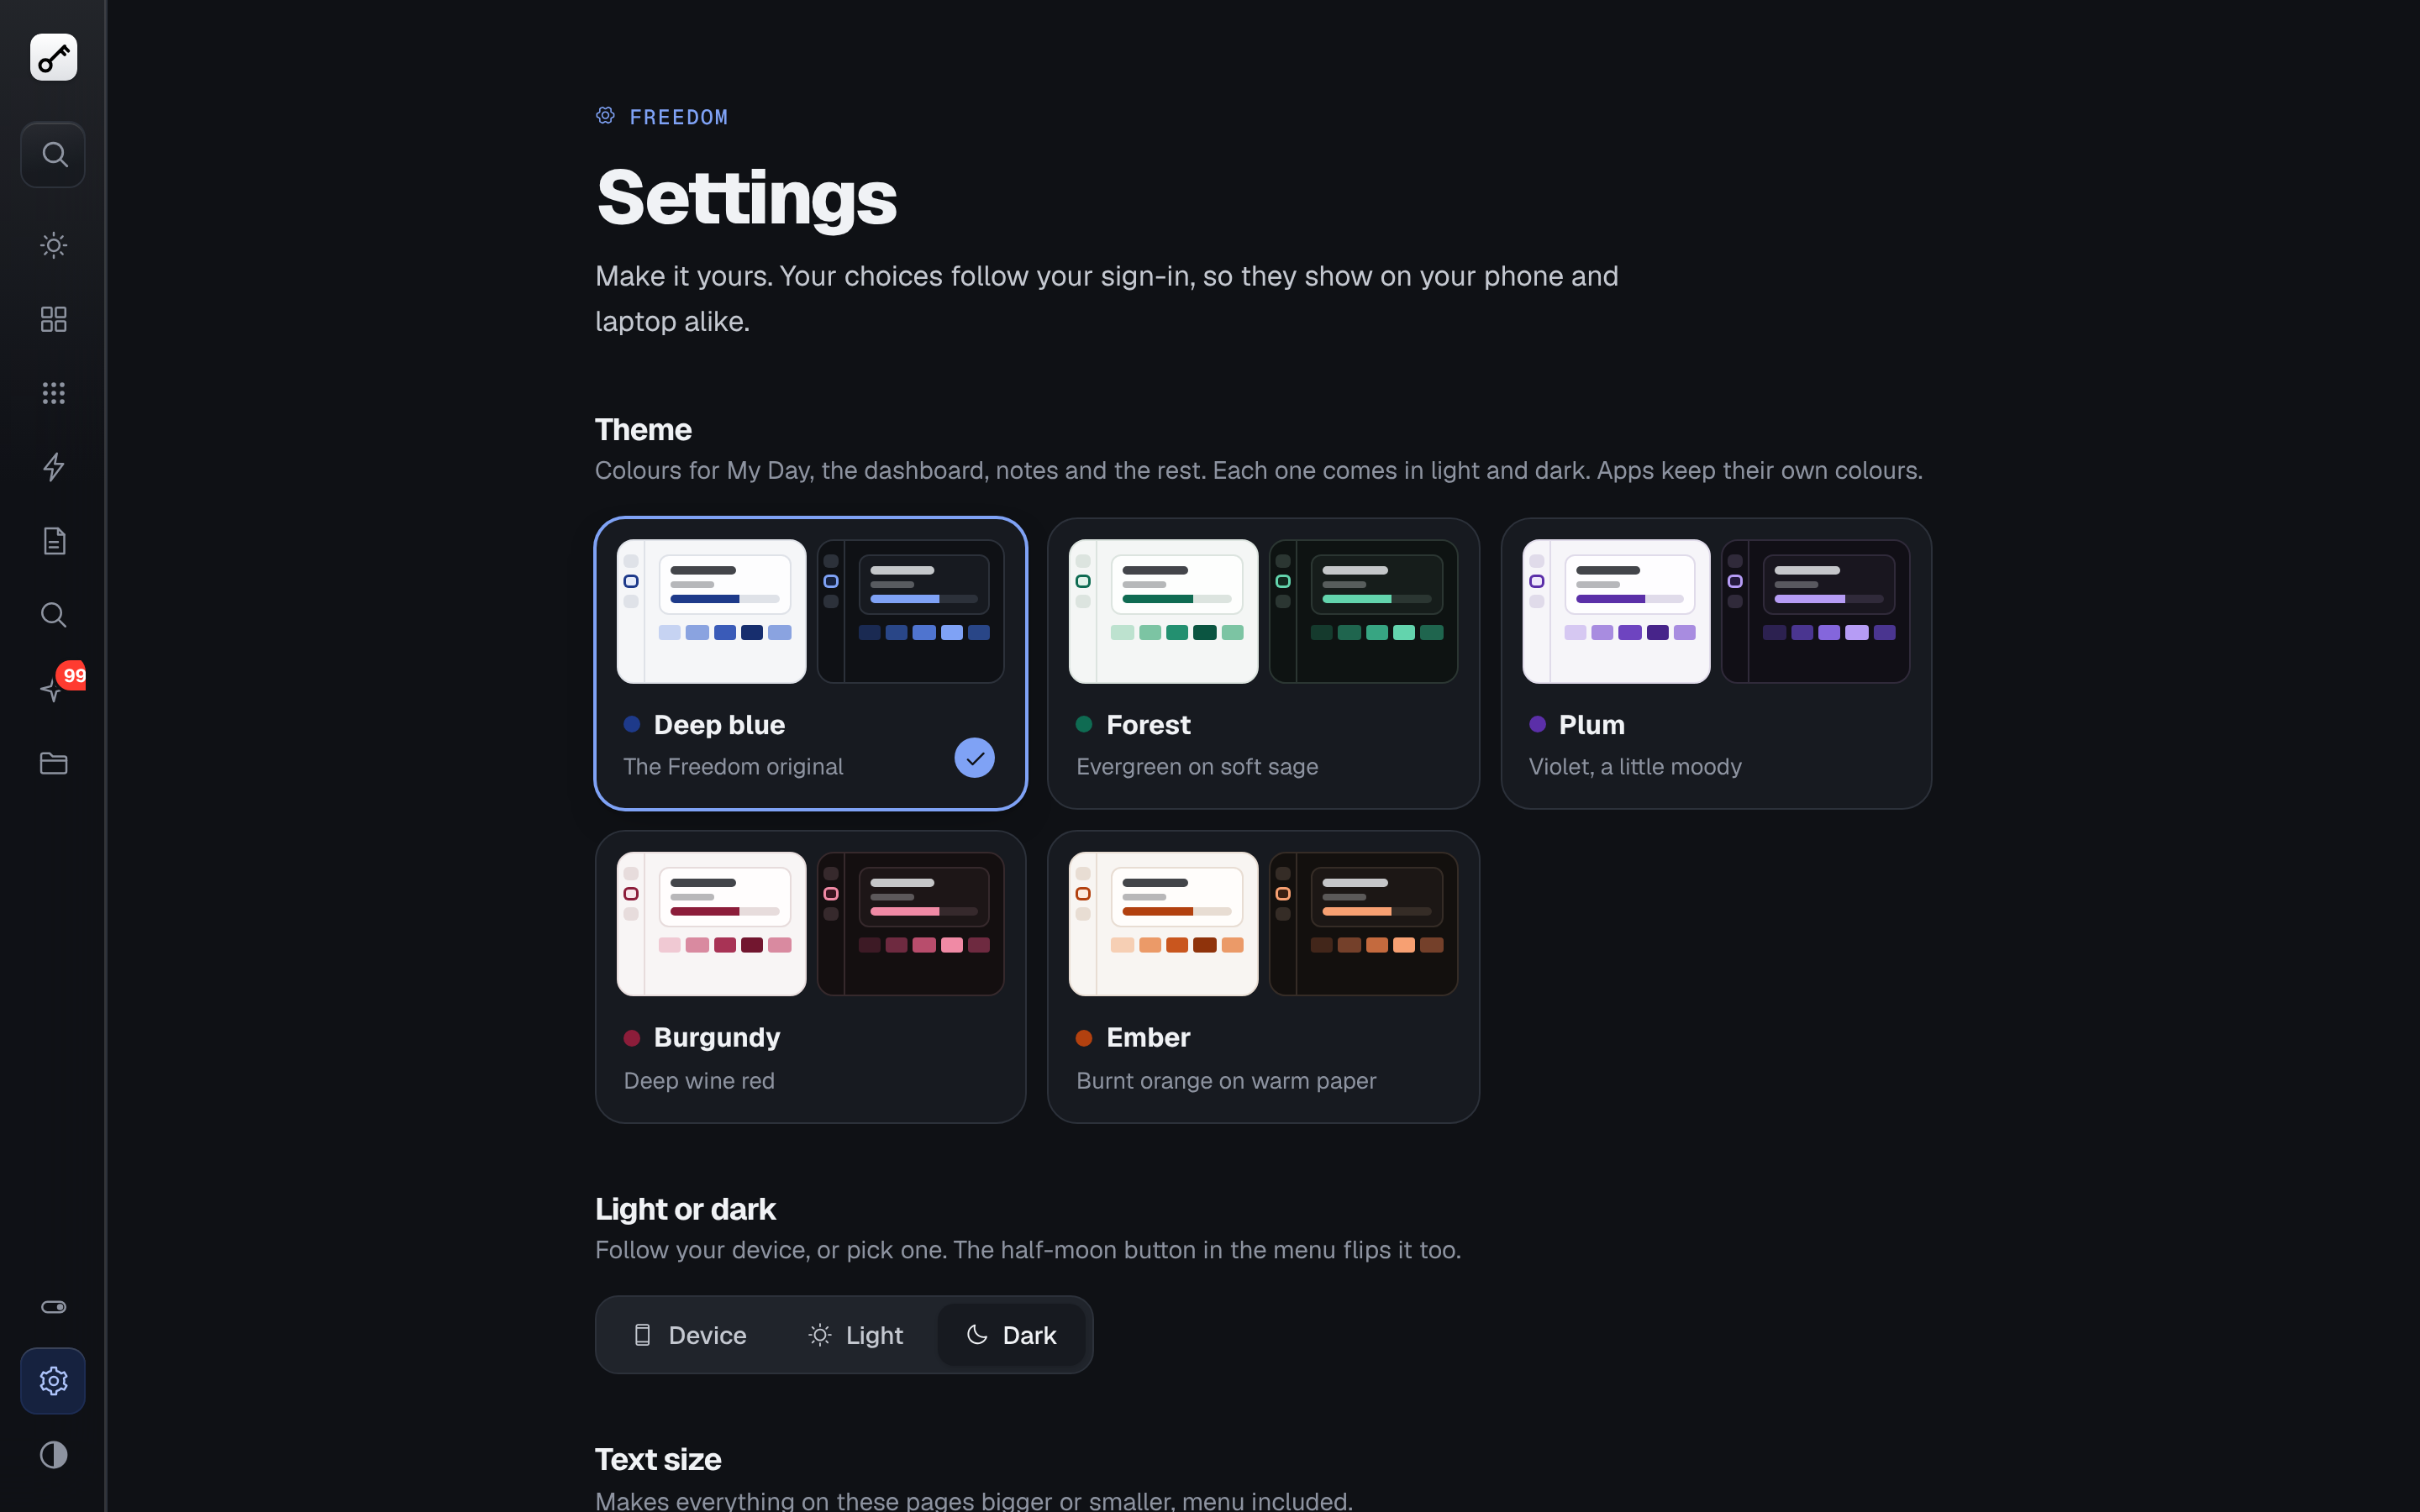 FREEDOM
Settings
Make it yours. Your choices follow your sign-in, so they show on your phone and
laptop alike.
Theme
Colours for My Day, the dashboard, notes and the rest. Each one comes in light and dark. Apps keep their own colours.
99
Deep blue
The Freedom original
Forest
Evergreen on soft sage
Plum
Violet, a little moody
Burgundy
Deep wine red
Ember
Burnt orange on warm paper
Light or dark
Follow your device, or pick one. The half-moon button in the menu flips it too.
Device
Light
Dark
Text size
Makes everything on these pages bigger or smaller, menu included.